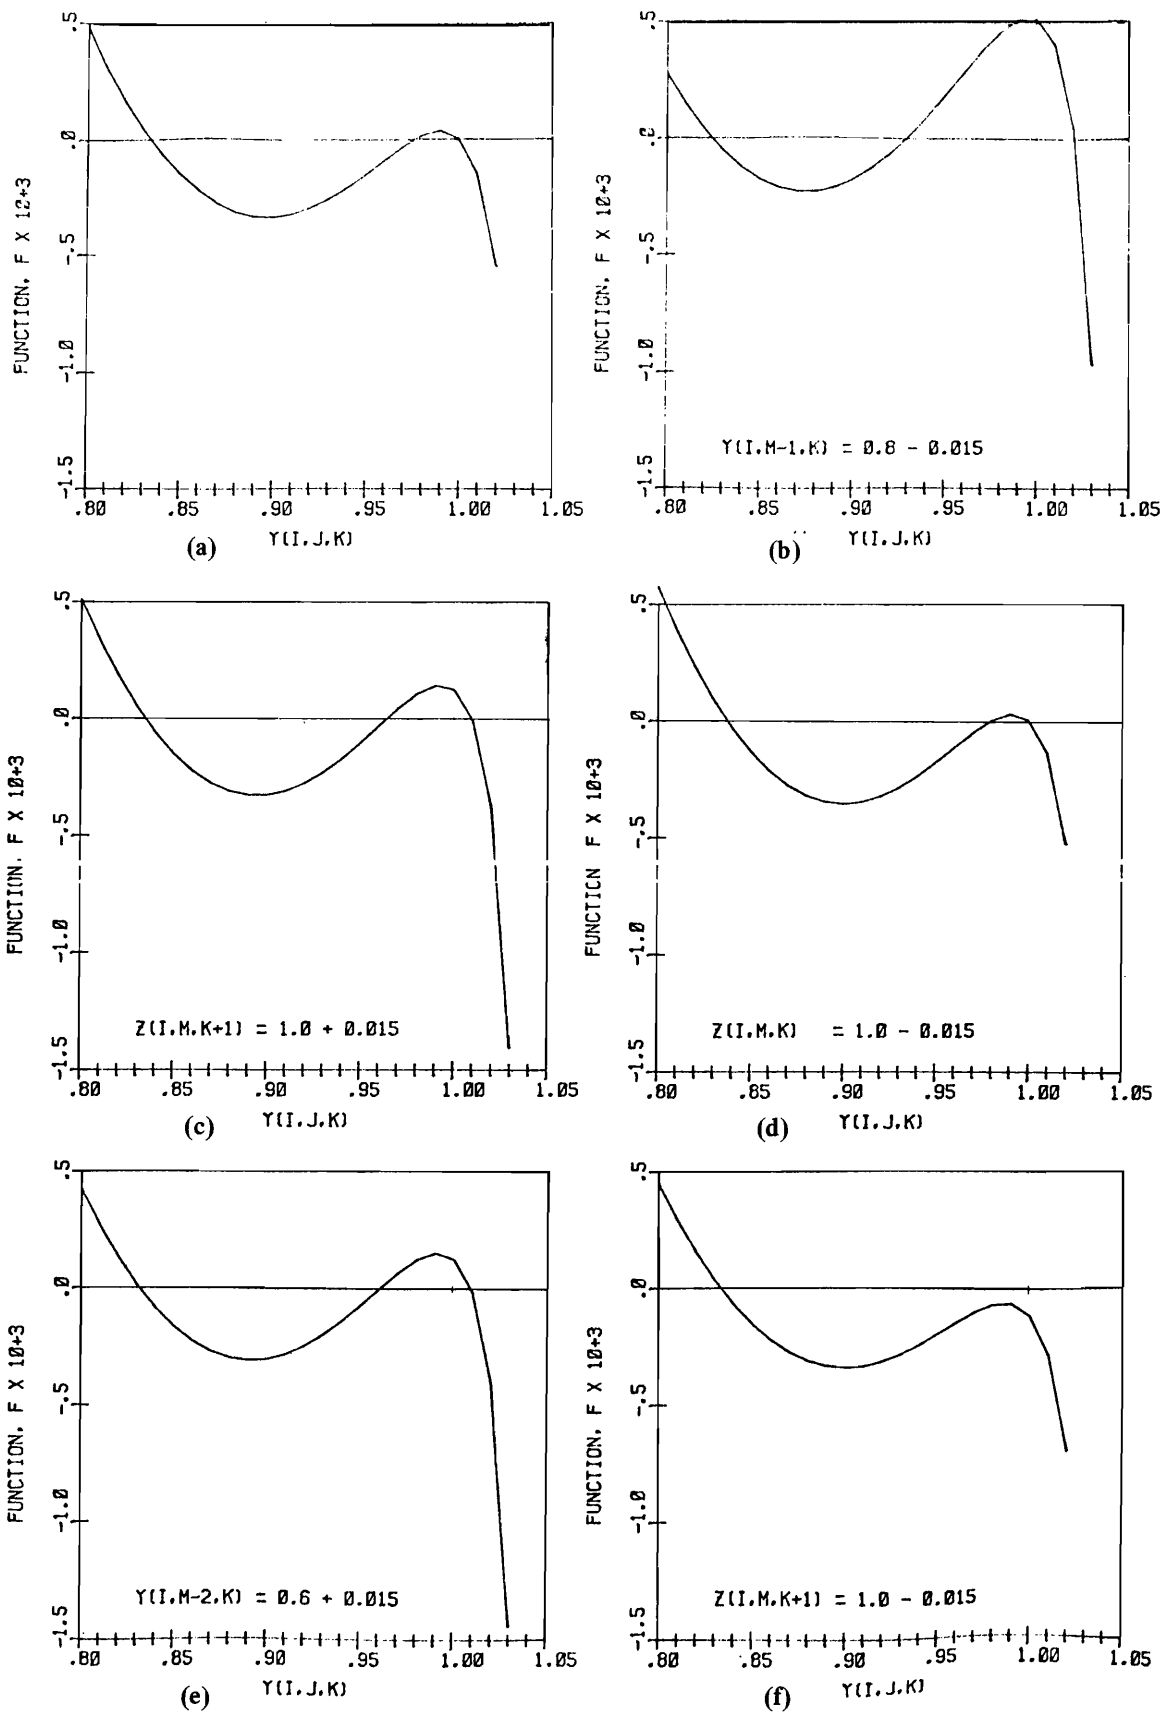 FUNCTION, F X 10+3
.5
.0
-.5
-1.0
-1.5
.80 .85 .90 .95 1.00 1.05
Y(I,J,K)
(a)
FUNCTION, F X 10+3
.5
.0
-.5
-1.0
-1.5
Y(I,M-1,K) = 0.8 - 0.015
.80 .85 .90 .95 1.00 1.05
Y(I,J,K)
(b)
FUNCTION, F X 10+3
.5
.0
-.5
-1.0
-1.5
Z(I,M,K+1) = 1.0 + 0.015
.80 .85 .90 .95 1.00 1.05
Y(I,J,K)
(c)
FUNCTION F X 10+3
.5
.0
-.5
-1.0
-1.5
Z(I,M,K) = 1.0 - 0.015
.80 .85 .90 .95 1.00 1.05
Y(I,J,K)
(d)
FUNCTION, F X 10+3
.5
.0
-.5
-1.0
-1.5
Y(I,M-2,K) = 0.6 + 0.015
.80 .85 .90 .95 1.00 1.05
Y(I,J,K)
(e)
FUNCTION, F X 10+3
.5
.0
-.5
-1.0
-1.5
Z(I,M,K+1) = 1.0 - 0.015
.80 .85 .90 .95 1.00 1.05
Y(I,J,K)
(f)